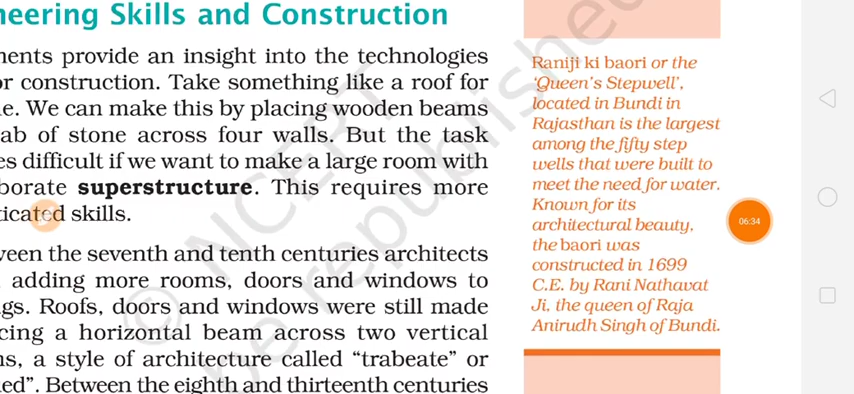 neering Skills and Construction
ments provide an insight into the technologies
or construction. Take something like a roof for
le. We can make this by placing wooden beams
ab of stone across four walls. But the task
es difficult if we want to make a large room with
borate superstructure. This requires more
ticated skills.
ween the seventh and tenth centuries architects
adding more rooms, doors and windows to
ngs. Roofs, doors and windows were still made
cing a horizontal beam across two vertical
ns, a style of architecture called “trabeate” or
ed”. Between the eighth and thirteenth centuries
Raniji ki baori or the
‘Queen’s Stepwell’,
located in Bundi in
Rajasthan is the largest
among the fifty step
wells that were built to
meet the need for water.
Known for its
architectural beauty,
the baori was
constructed in 1699
C.E. by Rani Nathavat
Ji, the queen of Raja
Anirudh Singh of Bundi.
06:34
© NCERT
be republished